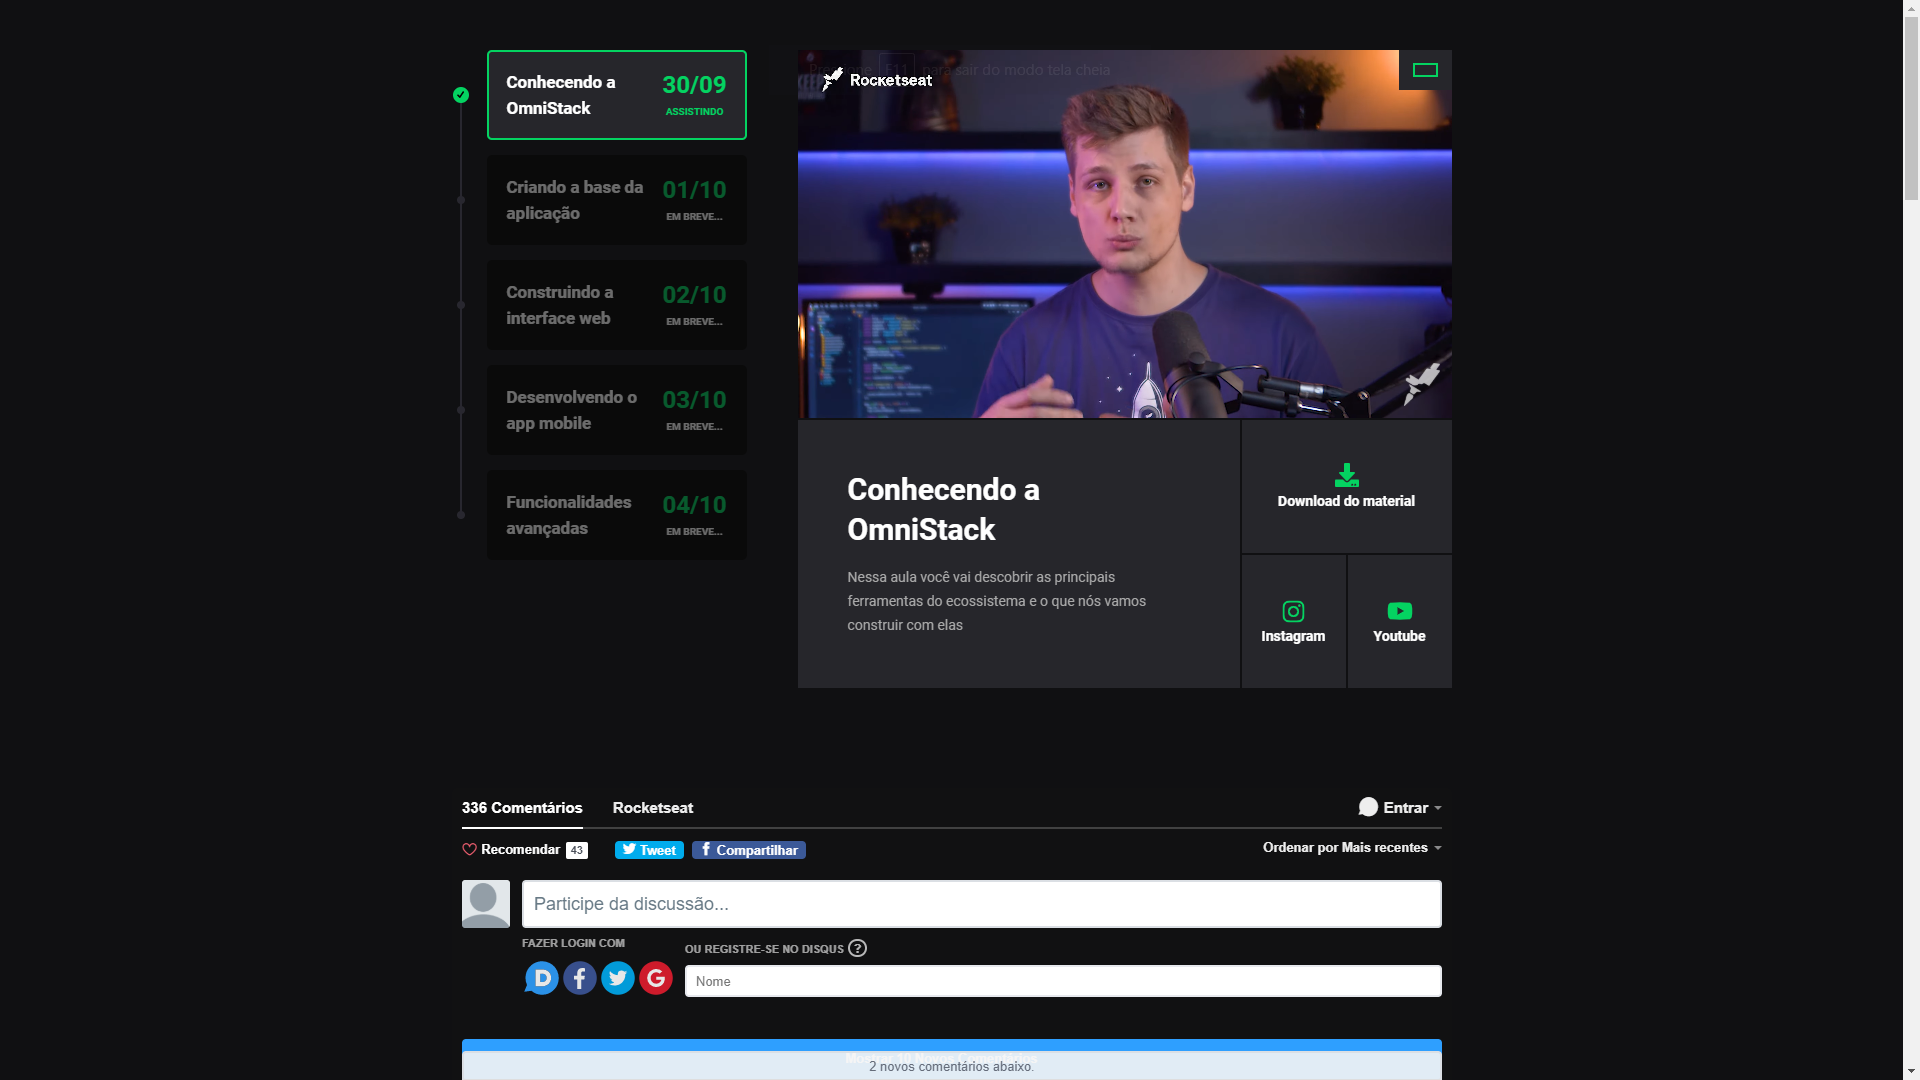 Conhecendo a
OmniStack
30/09
ASSISTINDO
Criando a base da
aplicação
01/10
EM BREVE...
Construindo a
interface web
02/10
EM BREVE...
Desenvolvendo o
app mobile
03/10
EM BREVE...
Funcionalidades
avançadas
04/10
EM BREVE...
Pressione F11 para sair do modo tela cheia
Rocketseat
Conhecendo a
OmniStack
Nessa aula você vai descobrir as principais
ferramentas do ecossistema e o que nós vamos
construir com elas
Download do material
Instagram
Youtube
336 Comentários
Rocketseat
Entrar
Recomendar 43
Tweet
Compartilhar
Ordenar por Mais recentes
Participe da discussão...
FAZER LOGIN COM
OU REGISTRE-SE NO DISQUS ?
Nome
Mostrar 10 Novos Comentários
2 novos comentários abaixo.